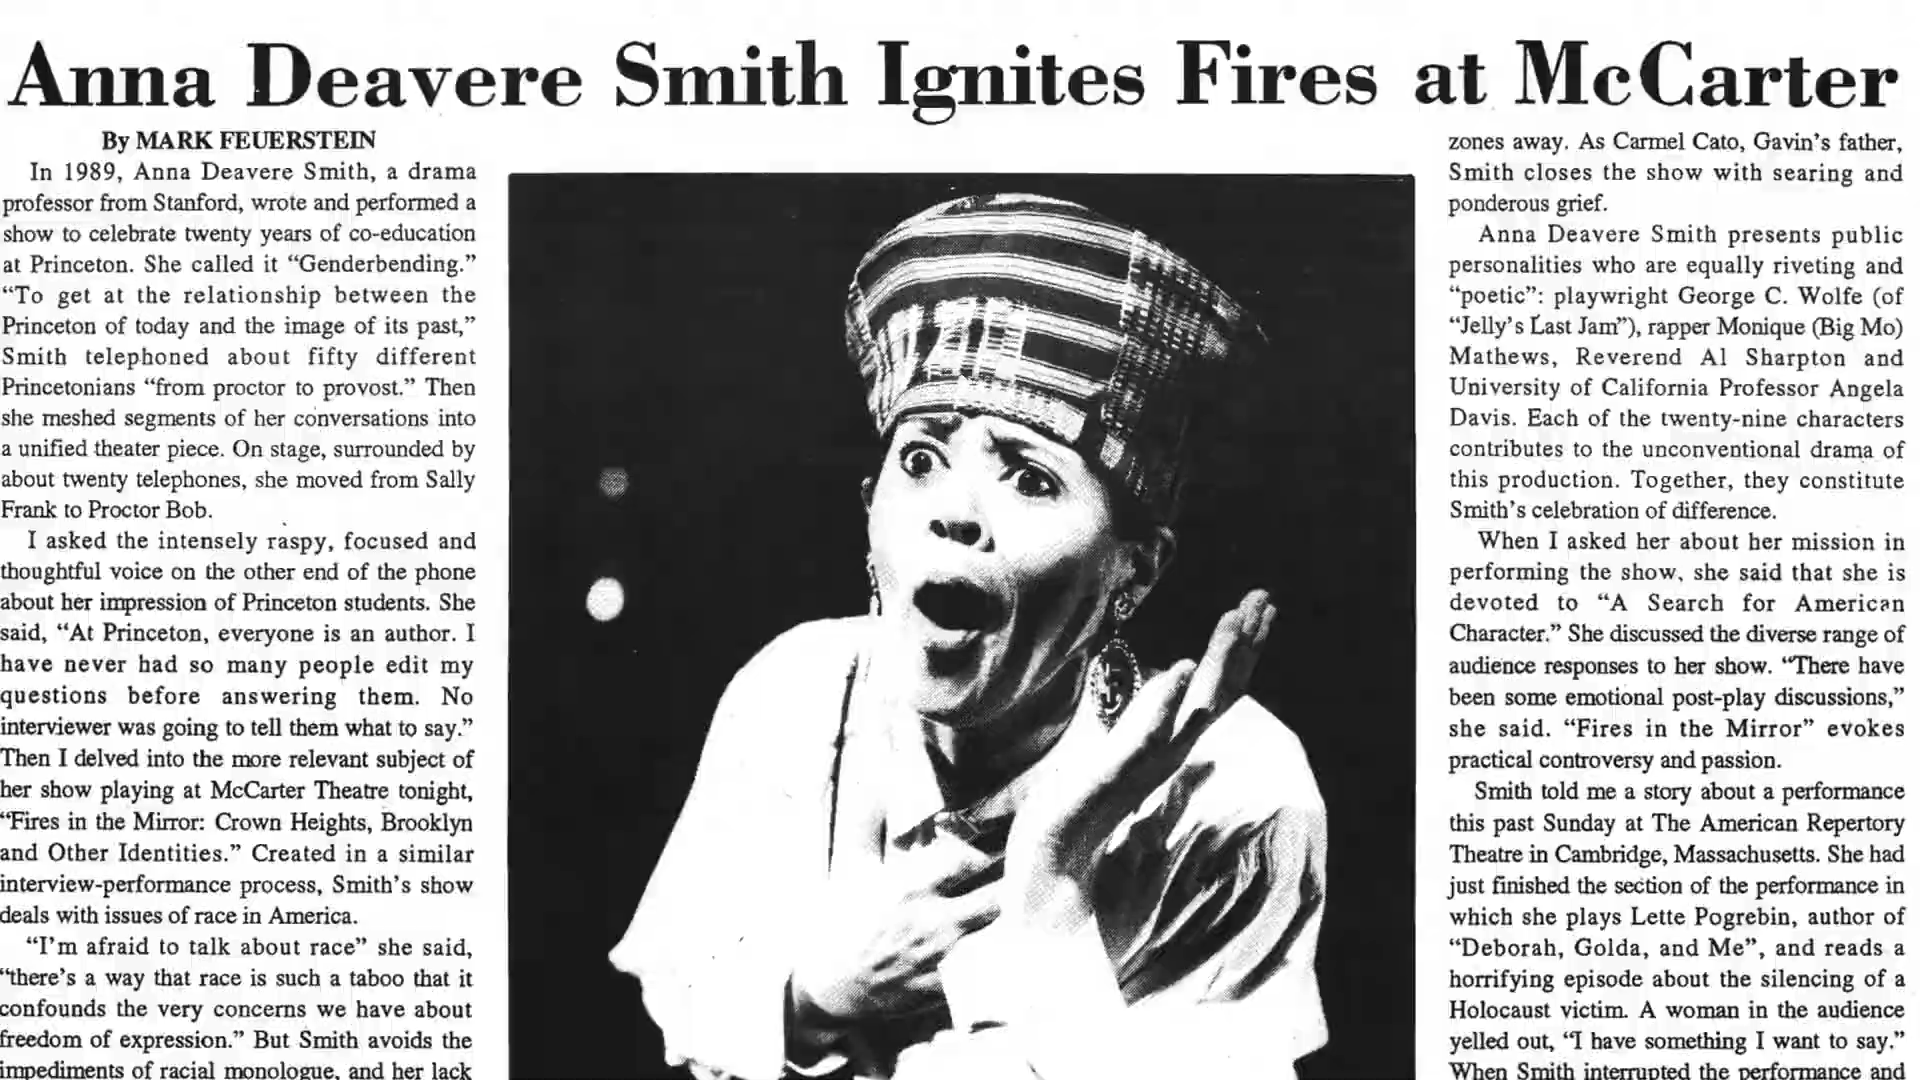 Anna Deavere Smith Ignites Fires at McCarter
By MARK FEUERSTEIN
In 1989, Anna Deavere Smith, a drama
professor from Stanford, wrote and performed a
show to celebrate twenty years of co-education
at Princeton. She called it “Genderbending.”
“To get at the relationship between the
Princeton of today and the image of its past,”
Smith telephoned about fifty different
Princetonians “from proctor to provost.” Then
she meshed segments of her conversations into
a unified theater piece. On stage, surrounded by
about twenty telephones, she moved from Sally
Frank to Proctor Bob.
I asked the intensely raspy, focused and
thoughtful voice on the other end of the phone
about her impression of Princeton students. She
said, “At Princeton, everyone is an author. I
have never had so many people edit my
questions before answering them. No
interviewer was going to tell them what to say.”
Then I delved into the more relevant subject of
her show playing at McCarter Theatre tonight,
“Fires in the Mirror: Crown Heights, Brooklyn
and Other Identities.” Created in a similar
interview-performance process, Smith’s show
deals with issues of race in America.
“I’m afraid to talk about race” she said,
“there’s a way that race is such a taboo that it
confounds the very concerns we have about
freedom of expression.” But Smith avoids the
impediments of racial monologue, and her lack
zones away. As Carmel Cato, Gavin’s father,
Smith closes the show with searing and
ponderous grief.
Anna Deavere Smith presents public
personalities who are equally riveting and
“poetic”: playwright George C. Wolfe (of
“Jelly’s Last Jam”), rapper Monique (Big Mo)
Mathews, Reverend Al Sharpton and
University of California Professor Angela
Davis. Each of the twenty-nine characters
contributes to the unconventional drama of
this production. Together, they constitute
Smith’s celebration of difference.
When I asked her about her mission in
performing the show, she said that she is
devoted to “A Search for American
Character.” She discussed the diverse range of
audience responses to her show. “There have
been some emotional post-play discussions,”
she said. “Fires in the Mirror” evokes
practical controversy and passion.
Smith told me a story about a performance
this past Sunday at The American Repertory
Theatre in Cambridge, Massachusetts. She had
just finished the section of the performance in
which she plays Lette Pogrebin, author of
“Deborah, Golda, and Me”, and reads a
horrifying episode about the silencing of a
Holocaust victim. A woman in the audience
yelled out, “I have something I want to say.”
When Smith interrupted the performance and